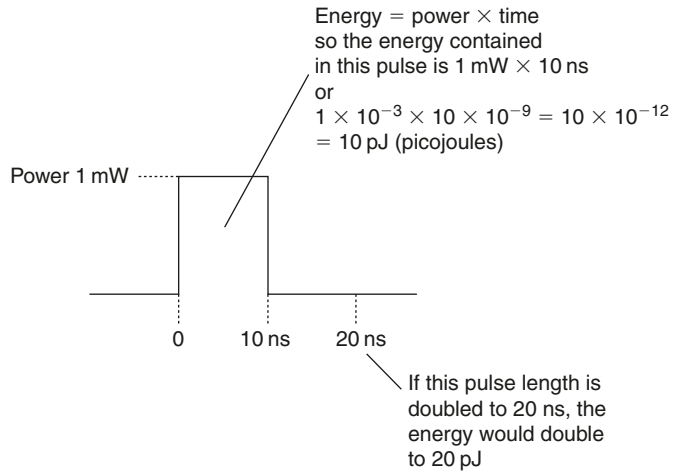 Energy = power × time
so the energy contained
in this pulse is 1 mW × 10 ns
or
1 × 10⁻³ × 10 × 10⁻⁹ = 10 × 10⁻¹²
= 10 pJ (picojoules)
Power 1 mW
0
10 ns
20 ns
If this pulse length is
doubled to 20 ns, the
energy would double
to 20 pJ